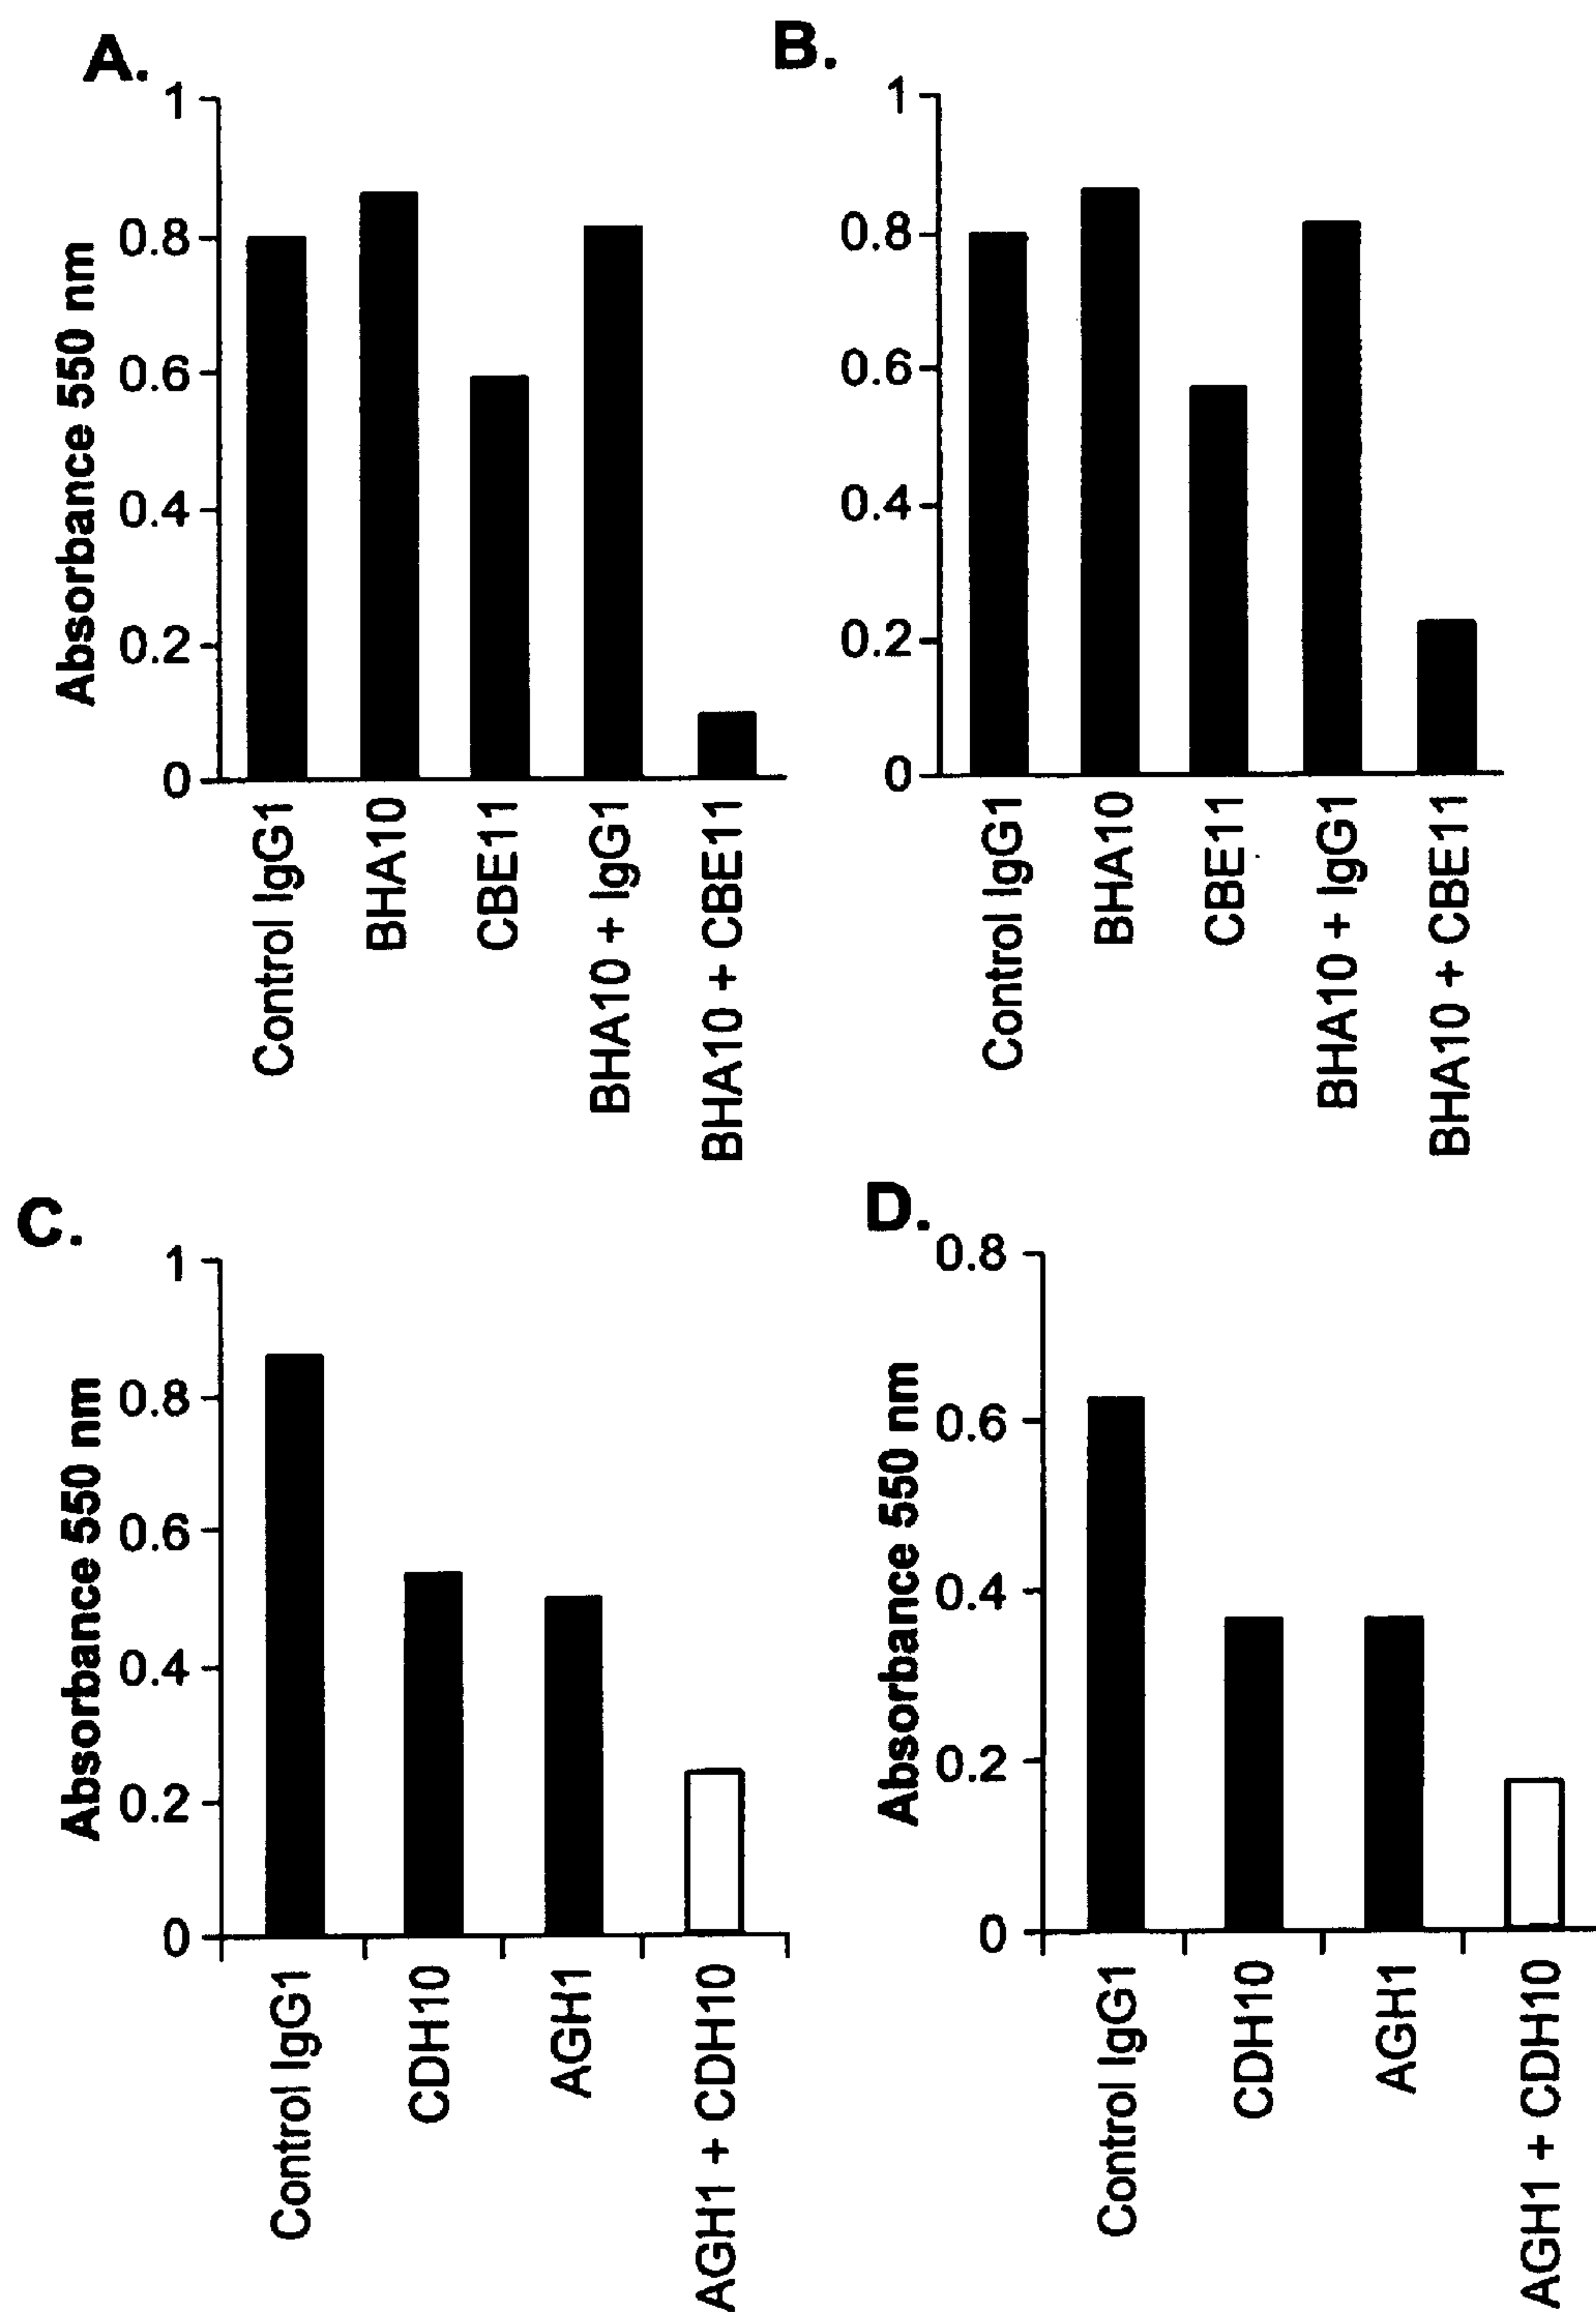 A.
Absorbance 550 nm
1
0.8
0.6
0.4
0.2
0
Control IgG1
BHA10
CBE11
BHA10 + IgG1
BHA10 + CBE11
B.
1
0.8
0.6
0.4
0.2
0
Control IgG1
BHA10
CBE11
BHA10 + IgG1
BHA10 + CBE11
C.
Absorbance 550 nm
1
0.8
0.6
0.4
0.2
0
Control IgG1
CDH10
AGH1
AGH1 + CDH10
D.
Absorbance 550 nm
0.8
0.6
0.4
0.2
0
Control IgG1
CDH10
AGH1
AGH1 + CDH10